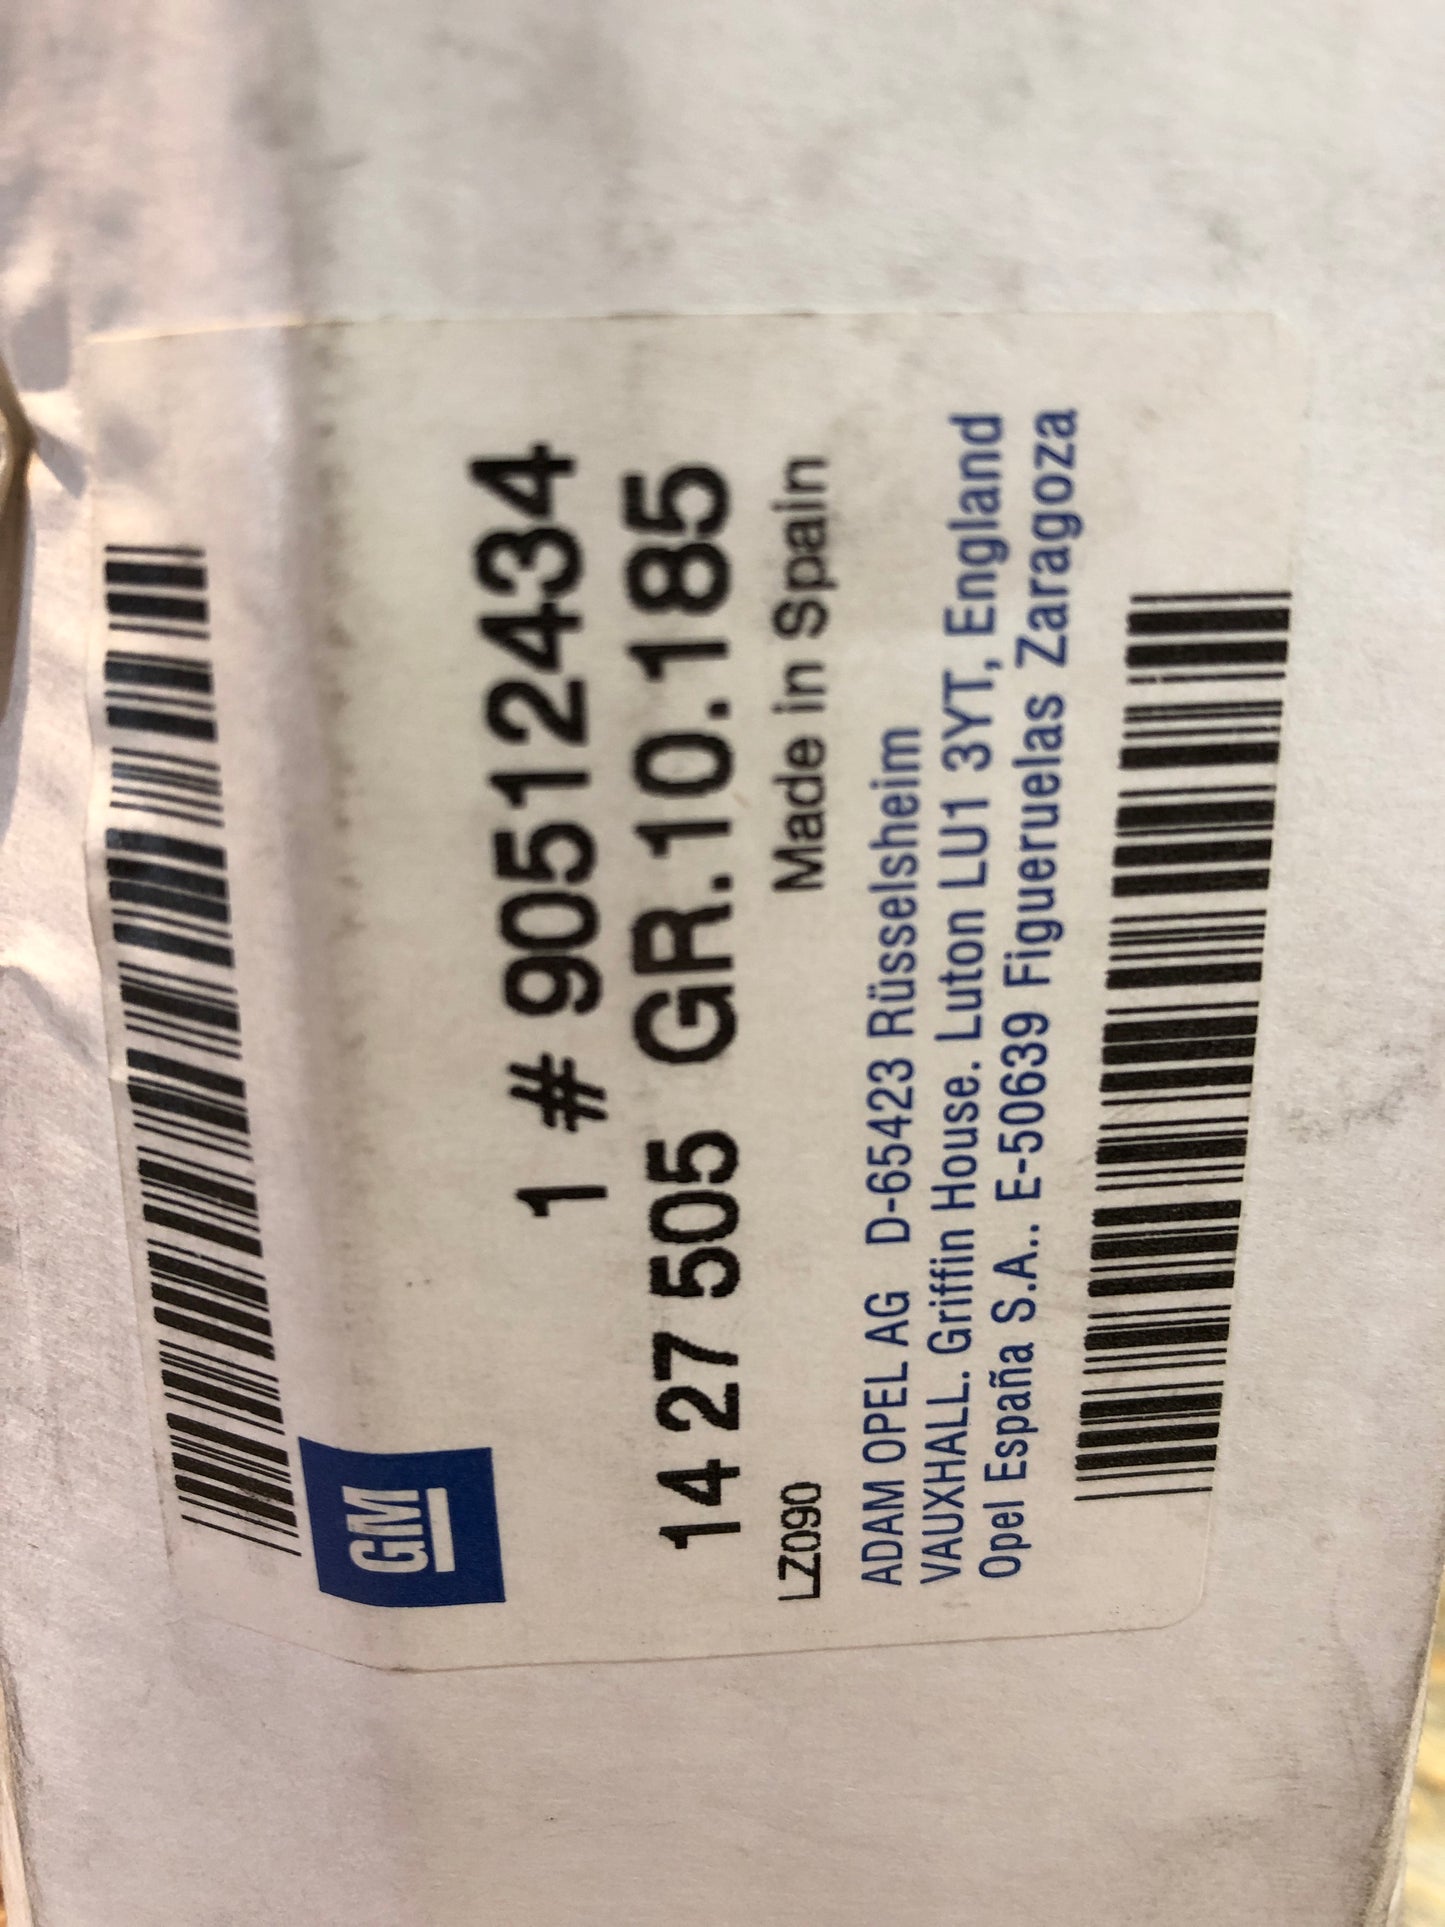 GM
1 # 90512434
14 27 505 GR.10.185
LZ090 Made in Spain
ADAM OPEL AG D-65423 Rüsselsheim
VAUXHALL. Griffin House. Luton LU1 3YT, England
Opel España S.A.. E-50639 Figueruelas Zaragoza